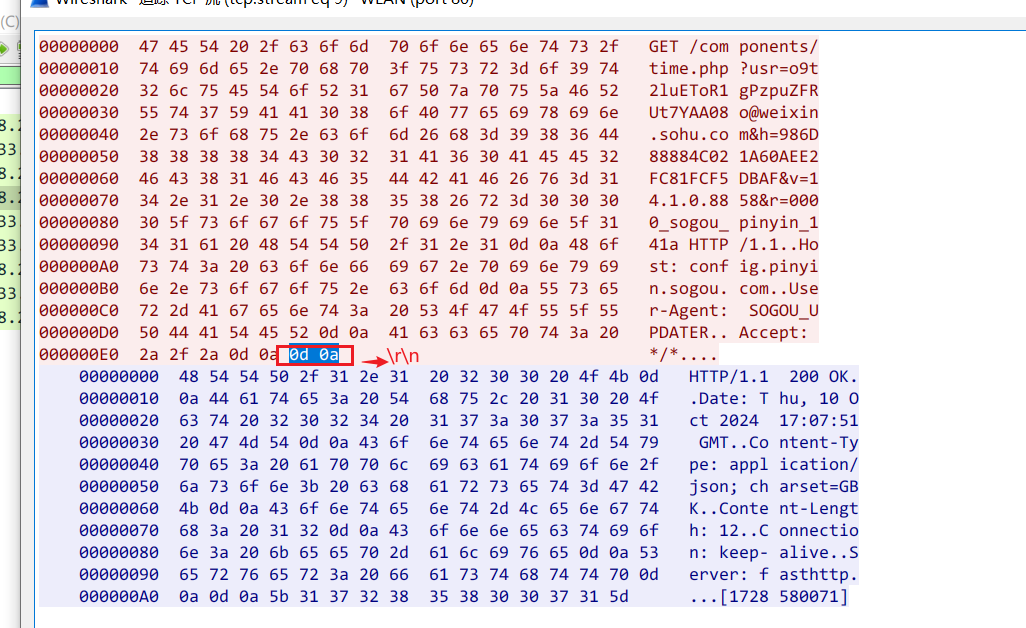 Wireshark · 追踪 TCP 流 (tcp.stream eq 9) · WLAN (port 80)
(C)
00000000 47 45 54 20 2f 63 6f 6d 70 6f 6e 65 6e 74 73 2f GET /com ponents/
00000010 74 69 6d 65 2e 70 68 70 3f 75 73 72 3d 6f 39 74 time.php ?usr=o9t
00000020 32 6c 75 45 54 6f 52 31 67 50 7a 70 75 5a 46 52 2luEToR1 gPzpuZFR
00000030 55 74 37 59 41 41 30 38 6f 40 77 65 69 78 69 6e Ut7YAA08 o@weixin
00000040 2e 73 6f 68 75 2e 63 6f 6d 26 68 3d 39 38 36 44 .sohu.co m&h=986D
00000050 38 38 38 38 34 43 30 32 31 41 36 30 41 45 45 32 88884C02 1A60AEE2
00000060 46 43 38 31 46 43 46 35 44 42 41 46 26 76 3d 31 FC81FCF5 DBAF&v=1
00000070 34 2e 31 2e 30 2e 38 38 35 38 26 72 3d 30 30 30 4.1.0.88 58&r=000
00000080 30 5f 73 6f 67 6f 75 5f 70 69 6e 79 69 6e 5f 31 0_sogou_ pinyin_1
00000090 34 31 61 20 48 54 54 50 2f 31 2e 31 0d 0a 48 6f 41a HTTP /1.1..Ho
000000A0 73 74 3a 20 63 6f 6e 66 69 67 2e 70 69 6e 79 69 st: conf ig.pinyi
000000B0 6e 2e 73 6f 67 6f 75 2e 63 6f 6d 0d 0a 55 73 65 n.sogou. com..Use
000000C0 72 2d 41 67 65 6e 74 3a 20 53 4f 47 4f 55 5f 55 r-Agent: SOGOU_U
000000D0 50 44 41 54 45 52 0d 0a 41 63 63 65 70 74 3a 20 PDATER.. Accept:
000000E0 2a 2f 2a 0d 0a 0d 0a \r\n */*....
00000000 48 54 54 50 2f 31 2e 31 20 32 30 30 20 4f 4b 0d HTTP/1.1 200 OK.
00000010 0a 44 61 74 65 3a 20 54 68 75 2c 20 31 30 20 4f .Date: T hu, 10 O
00000020 63 74 20 32 30 32 34 20 31 37 3a 30 37 3a 35 31 ct 2024 17:07:51
00000030 20 47 4d 54 0d 0a 43 6f 6e 74 65 6e 74 2d 54 79 GMT..Co ntent-Ty
00000040 70 65 3a 20 61 70 70 6c 69 63 61 74 69 6f 6e 2f pe: appl ication/
00000050 6a 73 6f 6e 3b 20 63 68 61 72 73 65 74 3d 47 42 json; ch arset=GB
00000060 4b 0d 0a 43 6f 6e 74 65 6e 74 2d 4c 65 6e 67 74 K..Conte nt-Lengt
00000070 68 3a 20 31 32 0d 0a 43 6f 6e 6e 65 63 74 69 6f h: 12..C onnectio
00000080 6e 3a 20 6b 65 65 70 2d 61 6c 69 76 65 0d 0a 53 n: keep- alive..S
00000090 65 72 76 65 72 3a 20 66 61 73 74 68 74 74 70 0d erver: f asthttp.
000000A0 0a 0d 0a 5b 31 37 32 38 35 38 30 30 37 31 5d ...[1728 580071]